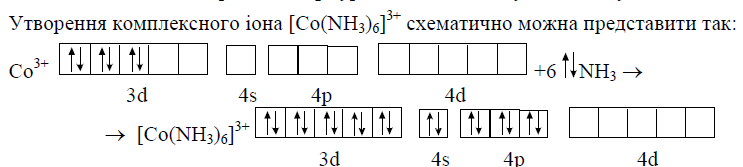 Утворення комплексного іона [Co(NH₃)₆]³⁺ схематично можна представити так:
Co³⁺ +6 ⇅NH₃ →
3d 4s 4p 4d
→ [Co(NH₃)₆]³⁺
3d 4s 4p 4d